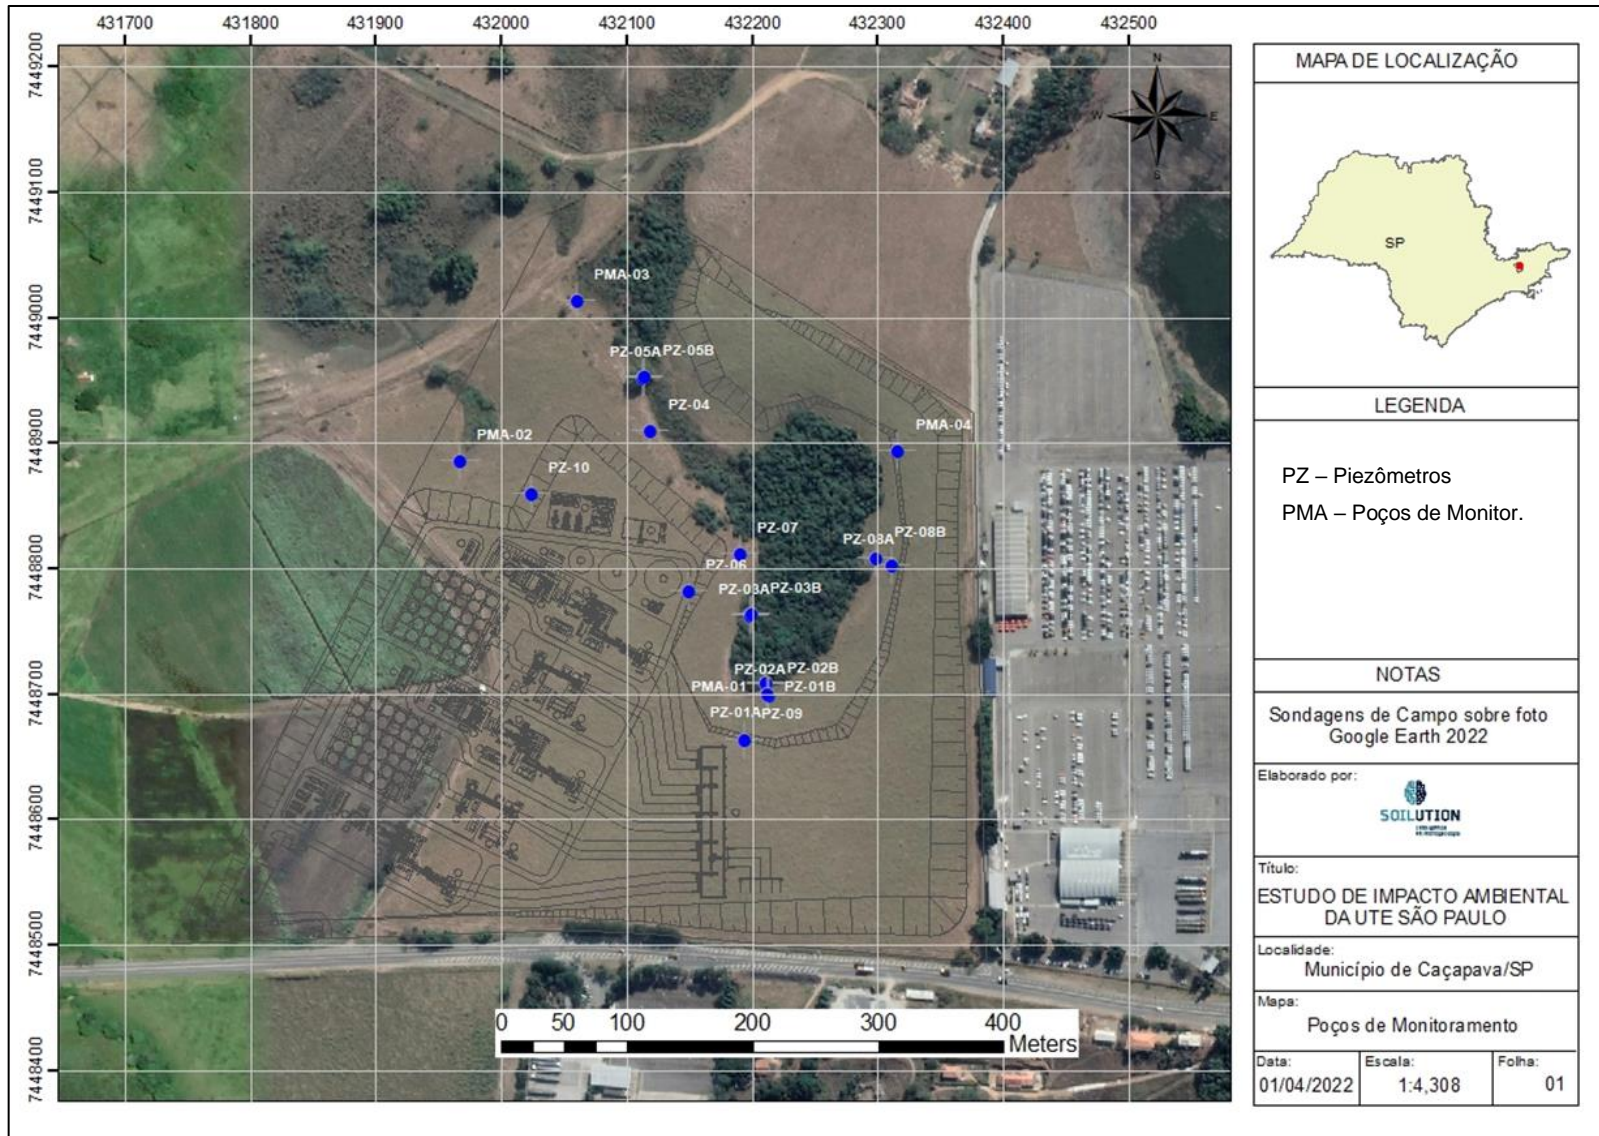 431700 431800 431900 432000 432100 432200 432300 432400 432500
7449200
7449100
7449000
7448900
7448800
7448700
7448600
7448500
7448400
N
W E
S
PMA-03
PZ-05A PZ-05B
PZ-04
PMA-04
PMA-02
PZ-10
PZ-07
PZ-08A PZ-08B
PZ-06
PZ-03A PZ-03B
PZ-02A PZ-02B
PMA-01 PZ-01B
PZ-01A PZ-09
0 50 100 200 300 400
Meters
MAPA DE LOCALIZAÇÃO
SP
LEGENDA
PZ – Piezômetros
PMA – Poços de Monitor.
NOTAS
Sondagens de Campo sobre foto
Google Earth 2022
Elaborado por:
SOILUTION
Título:
ESTUDO DE IMPACTO AMBIENTAL
DA UTE SÃO PAULO
Localidade:
Município de Caçapava/SP
Mapa:
Poços de Monitoramento
Data: Escala: Folha:
01/04/2022 1:4,308 01